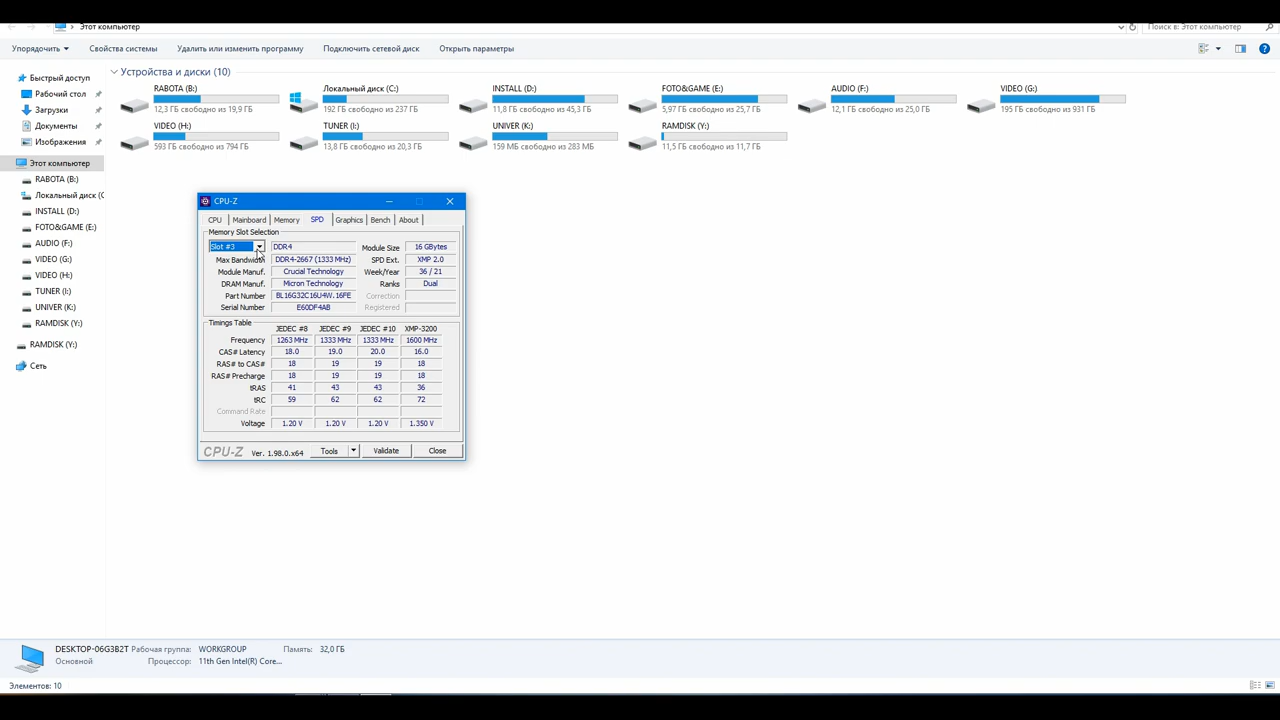 Этот компьютер
Поиск в: Этот компьютер
Упорядочить
Свойства системы
Удалить или изменить программу
Подключить сетевой диск
Открыть параметры
Быстрый доступ
Рабочий стол
Загрузки
Документы
Изображения
Этот компьютер
RABOTA (B:)
Локальный диск (C
INSTALL (D:)
FOTO&GAME (E:)
AUDIO (F:)
VIDEO (G:)
VIDEO (H:)
TUNER (I:)
UNIVER (K:)
RAMDISK (Y:)
RAMDISK (Y:)
Сеть
Устройства и диски (10)
RABOTA (B:)
12,3 ГБ свободно из 19,9 ГБ
Локальный диск (C:)
192 ГБ свободно из 237 ГБ
INSTALL (D:)
11,8 ГБ свободно из 45,3 ГБ
FOTO&GAME (E:)
5,97 ГБ свободно из 25,7 ГБ
AUDIO (F:)
12,1 ГБ свободно из 25,0 ГБ
VIDEO (G:)
195 ГБ свободно из 931 ГБ
VIDEO (H:)
593 ГБ свободно из 794 ГБ
TUNER (I:)
13,8 ГБ свободно из 20,3 ГБ
UNIVER (K:)
159 МБ свободно из 283 МБ
RAMDISK (Y:)
11,5 ГБ свободно из 11,7 ГБ
CPU-Z
CPU Mainboard Memory SPD Graphics Bench About
Memory Slot Selection
Slot #3 DDR4 Module Size 16 GBytes
Max Bandwidth DDR4-2667 (1333 MHz) SPD Ext. XMP 2.0
Module Manuf. Crucial Technology Week/Year 36 / 21
DRAM Manuf. Micron Technology Ranks Dual
Part Number BL16G32C16U4W.16FE Correction
Serial Number E60DF4AB Registered
Timings Table
JEDEC #8 JEDEC #9 JEDEC #10 XMP-3200
Frequency 1263 MHz 1333 MHz 1333 MHz 1600 MHz
CAS# Latency 18.0 19.0 20.0 16.0
RAS# to CAS# 18 19 19 18
RAS# Precharge 18 19 19 18
tRAS 41 43 43 36
tRC 59 62 62 72
Command Rate
Voltage 1.20 V 1.20 V 1.20 V 1.350 V
CPU-Z Ver. 1.98.0.x64 Tools Validate Close
DESKTOP-06G3B2T Рабочая группа: WORKGROUP Память: 32,0 ГБ
Основной Процессор: 11th Gen Intel(R) Core...
Элементов: 10